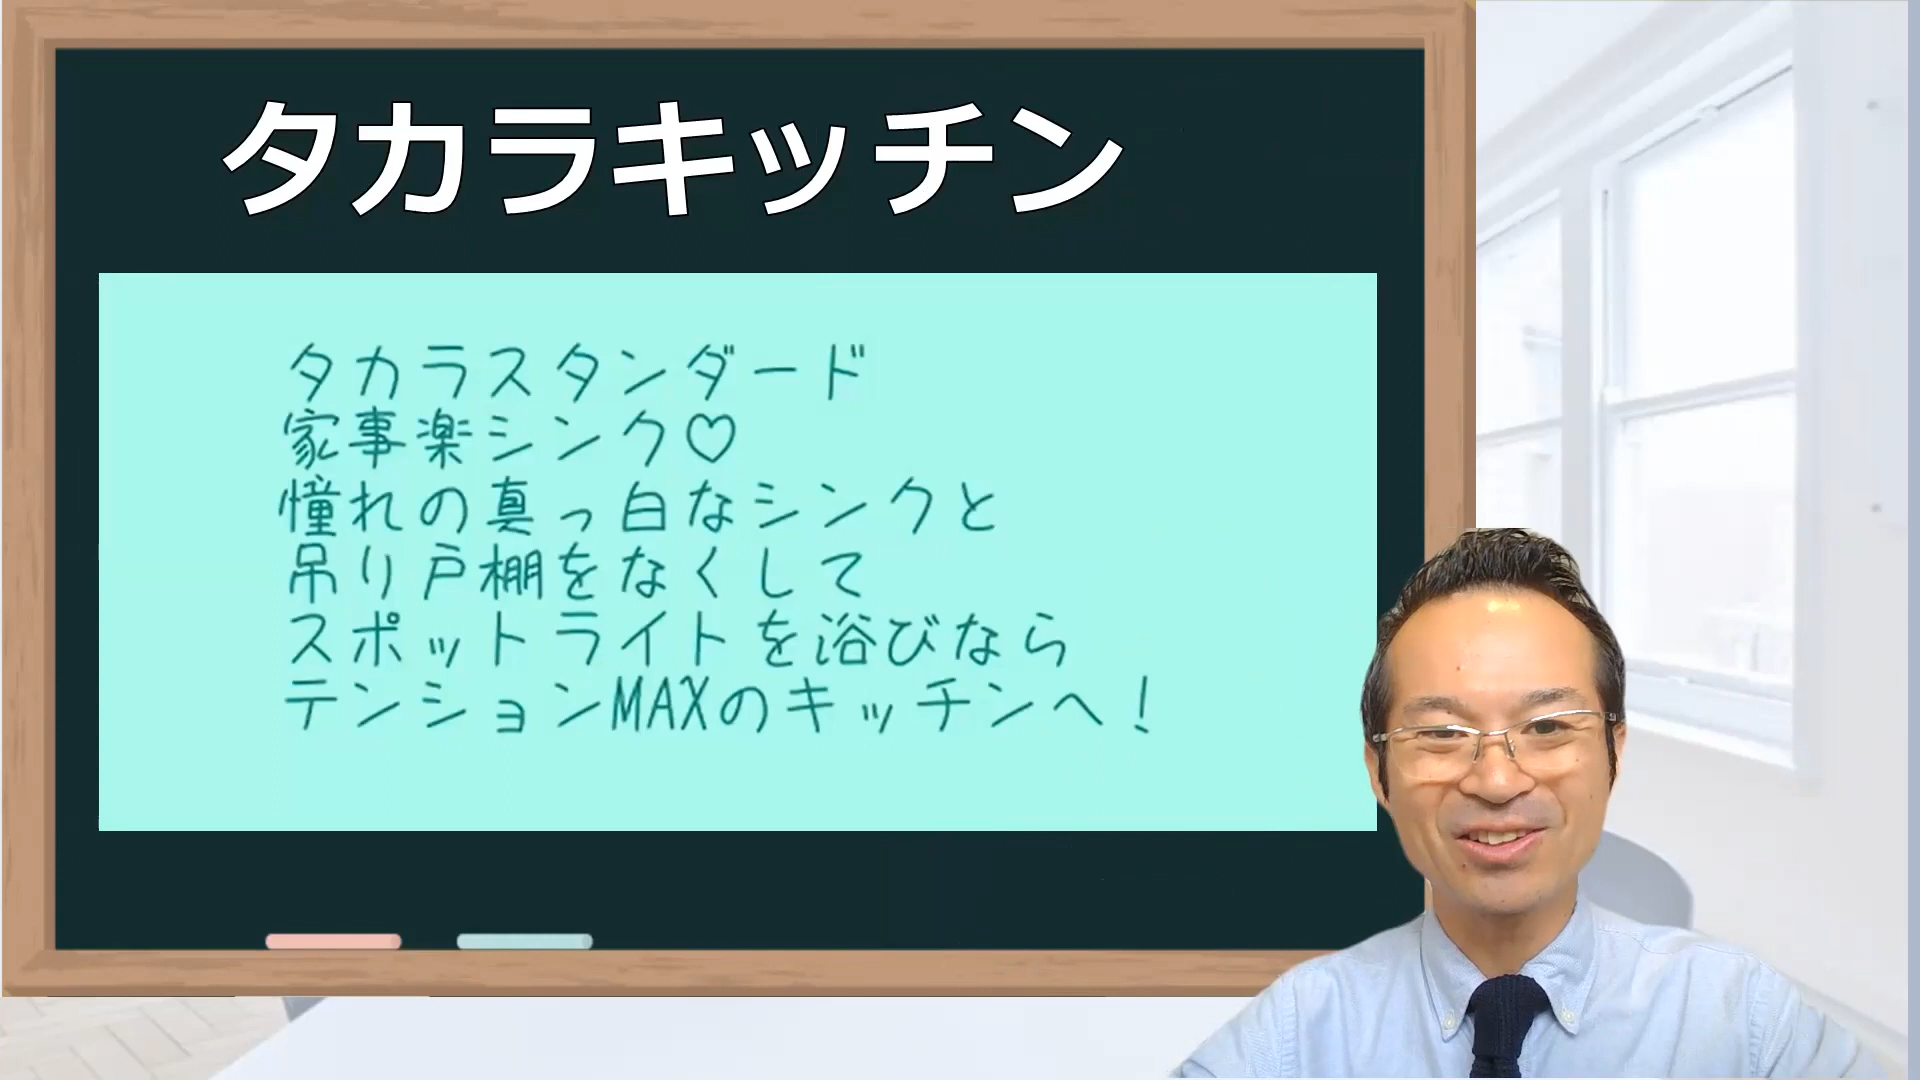 タカラキッチン
タカラスタンダード
家事楽シンク♡
憧れの真っ白なシンクと
吊り戸棚をなくして
スポットライトを浴びなら
テンションMAXのキッチンへ！